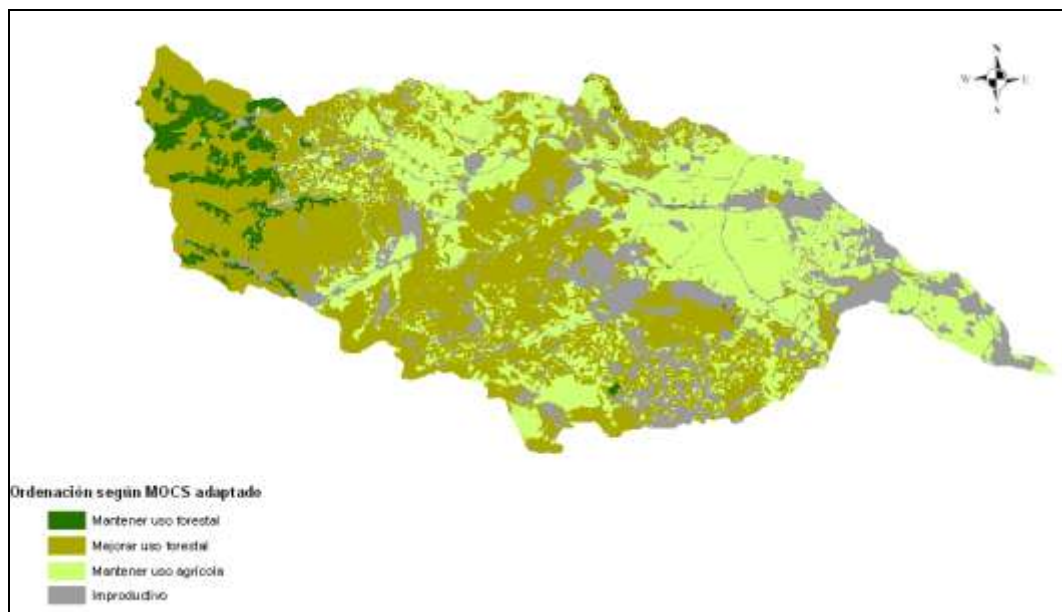 N
W E
S
Ordenación según MOCS adaptado
Mantener uso forestal
Mejorar uso forestal
Mantener uso agrícola
Improductivo